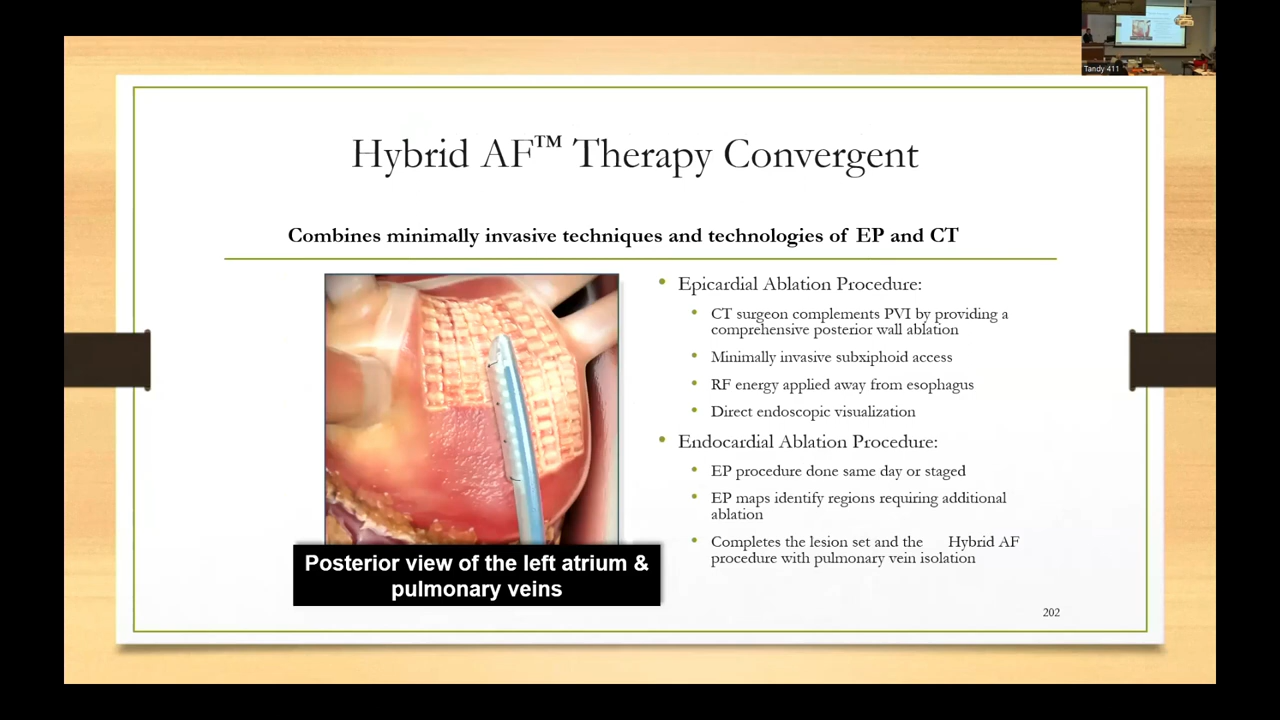 Tandy 411
Hybrid AF™ Therapy Convergent
Combines minimally invasive techniques and technologies of EP and CT
• Epicardial Ablation Procedure:
• CT surgeon complements PVI by providing a
comprehensive posterior wall ablation
• Minimally invasive subxiphoid access
• RF energy applied away from esophagus
• Direct endoscopic visualization
• Endocardial Ablation Procedure:
• EP procedure done same day or staged
• EP maps identify regions requiring additional
ablation
• Completes the lesion set and the Hybrid AF
procedure with pulmonary vein isolation
Posterior view of the left atrium &
pulmonary veins
202